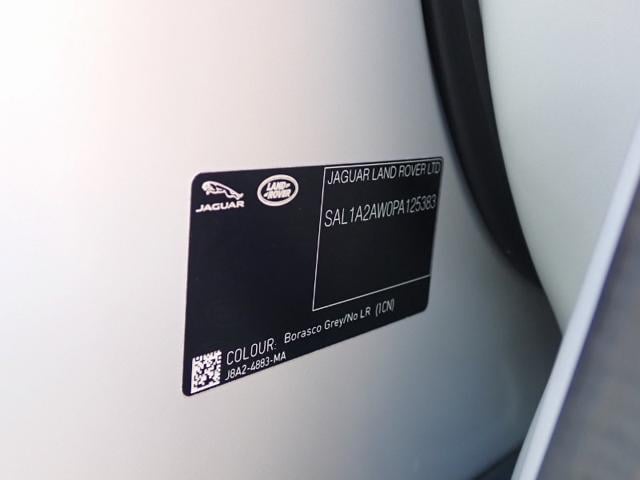 JAGUAR
LAND
ROVER
JAGUAR LAND ROVER LTD
SAL1A2AW0PA125383
COLOUR: Borasco Grey/No LR (1CN)
J8A2-4883-MA